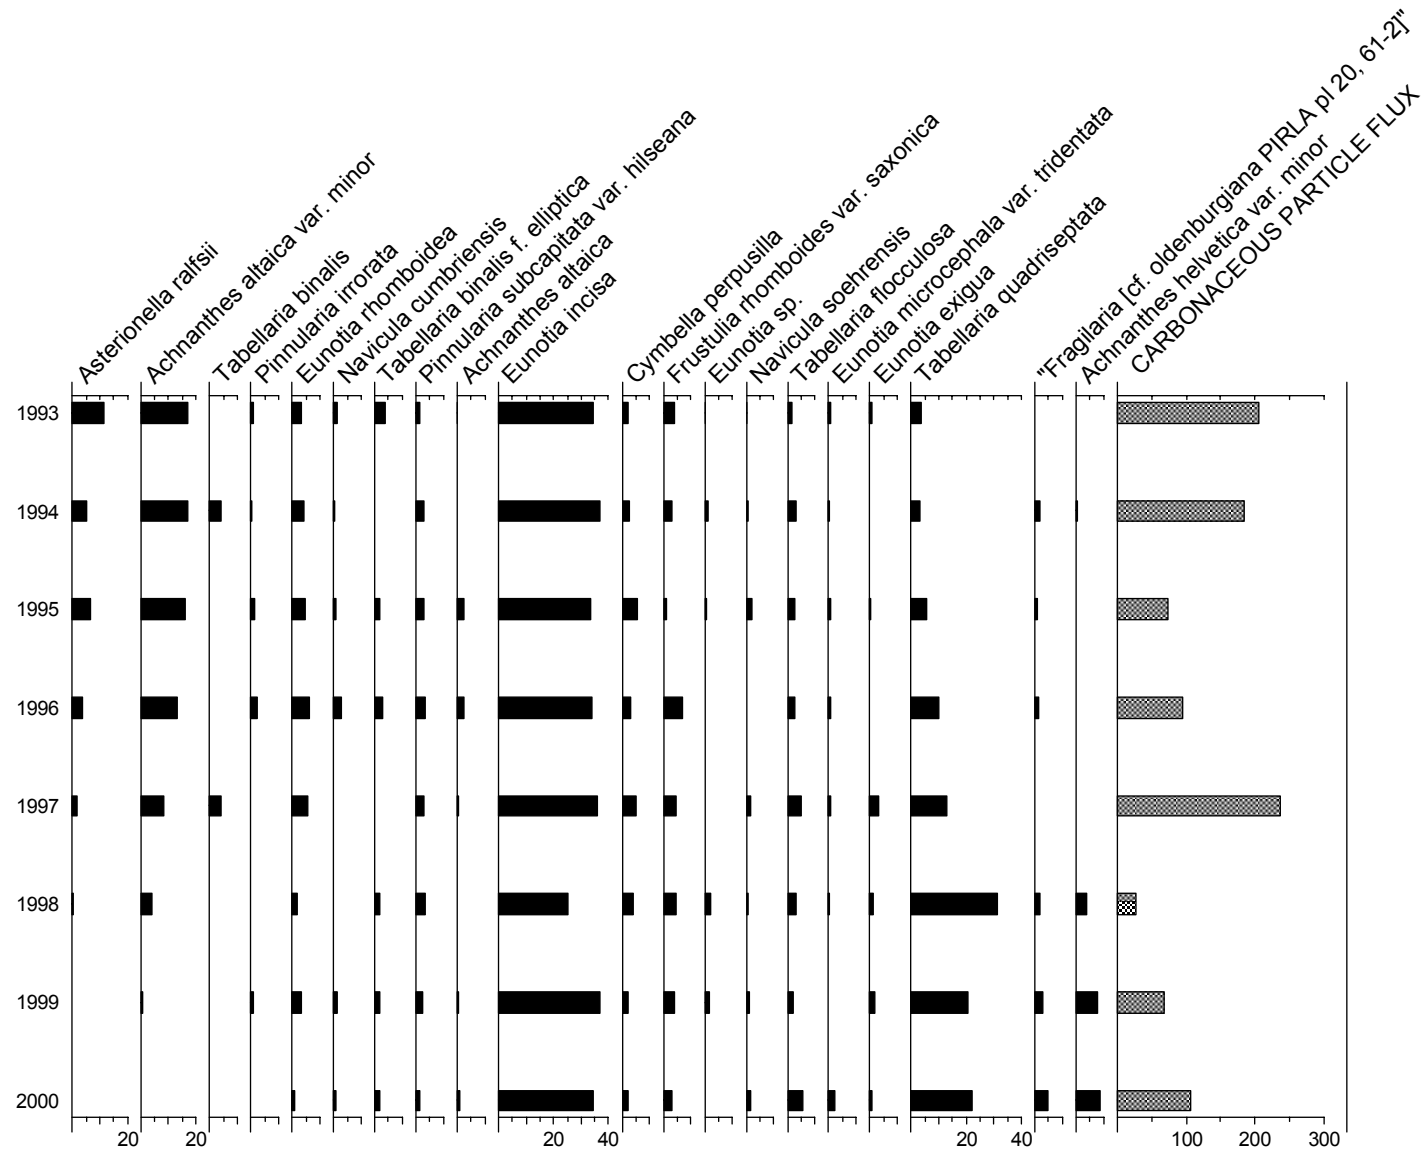 Asterionella ralfsii
Achnanthes altaica var. minor
Tabellaria binalis
Pinnularia irrorata
Eunotia rhomboidea
Navicula cumbriensis
Tabellaria binalis f. elliptica
Pinnularia subcapitata var. hilseana
Achnanthes altaica
Eunotia incisa
Cymbella perpusilla
Frustulia rhomboides var. saxonica
Eunotia sp.
Navicula soehrensis
Tabellaria flocculosa
Eunotia microcephala var. tridentata
Eunotia exigua
Tabellaria quadriseptata
"Fragilaria [cf. oldenburgiana PIRLA pl 20, 61-2]"
Achnanthes helvetica var. minor
CARBONACEOUS PARTICLE FLUX
1993
1994
1995
1996
1997
1998
1999
2000
20 20 20 40 20 40 100 200 300